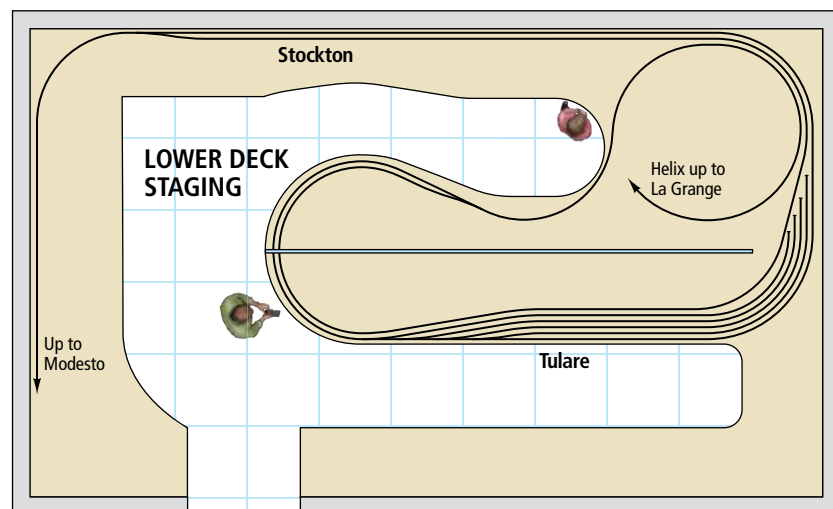 Stockton
LOWER DECK
STAGING
Helix up to
La Grange
Up to
Modesto
Tulare